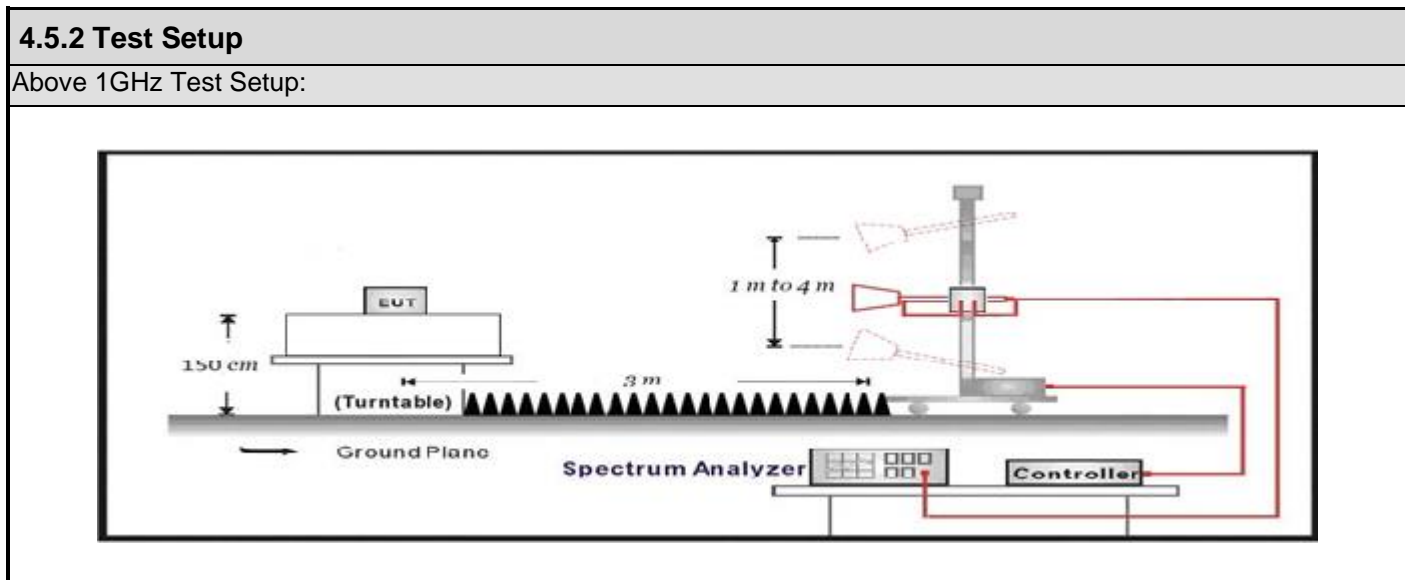 4.5.2 Test Setup
Above 1GHz Test Setup:
1 m to 4 m
EUT
150 cm
3 m
(Turntable)
Ground Plane
Spectrum Analyzer
Controller